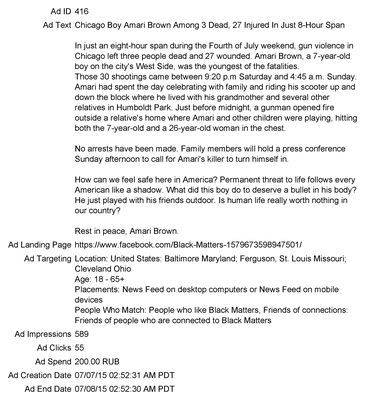 Ad ID 416
Ad Text Chicago Boy Amari Brown Among 3 Dead, 27 Injured In Just 8-Hour Span
In just an eight-hour span during the Fourth of July weekend, gun violence in
Chicago left three people dead and 27 wounded. Amari Brown, a 7-year-old
boy on the city's West Side, was the youngest of the fatalities.
Those 30 shootings came between 9:20 p.m Saturday and 4:45 a.m. Sunday.
Amari had spent the day celebrating with family and riding his scooter up and
down the block where he lived with his grandmother and several other
relatives in Humboldt Park. Just before midnight, a gunman opened fire
outside a relative's home where Amari and other children were playing, hitting
both the 7-year-old and a 26-year-old woman in the chest.
No arrests have been made. Family members will hold a press conference
Sunday afternoon to call for Amari's killer to turn himself in.
How can we feel safe here in America? Permanent threat to life follows every
American like a shadow. What did this boy do to deserve a bullet in his body?
He just played with his friends outdoor. Is human life really worth nothing in
our country?
Rest in peace, Amari Brown.
Ad Landing Page https://www.facebook.com/Black-Matters-1579673598947501/
Ad Targeting Location: United States: Baltimore Maryland; Ferguson, St. Louis Missouri;
Cleveland Ohio
Age: 18 - 65+
Placements: News Feed on desktop computers or News Feed on mobile
devices
People Who Match: People who like Black Matters, Friends of connections:
Friends of people who are connected to Black Matters
Ad Impressions 589
Ad Clicks 55
Ad Spend 200.00 RUB
Ad Creation Date 07/07/15 02:52:31 AM PDT
Ad End Date 07/08/15 02:52:30 AM PDT